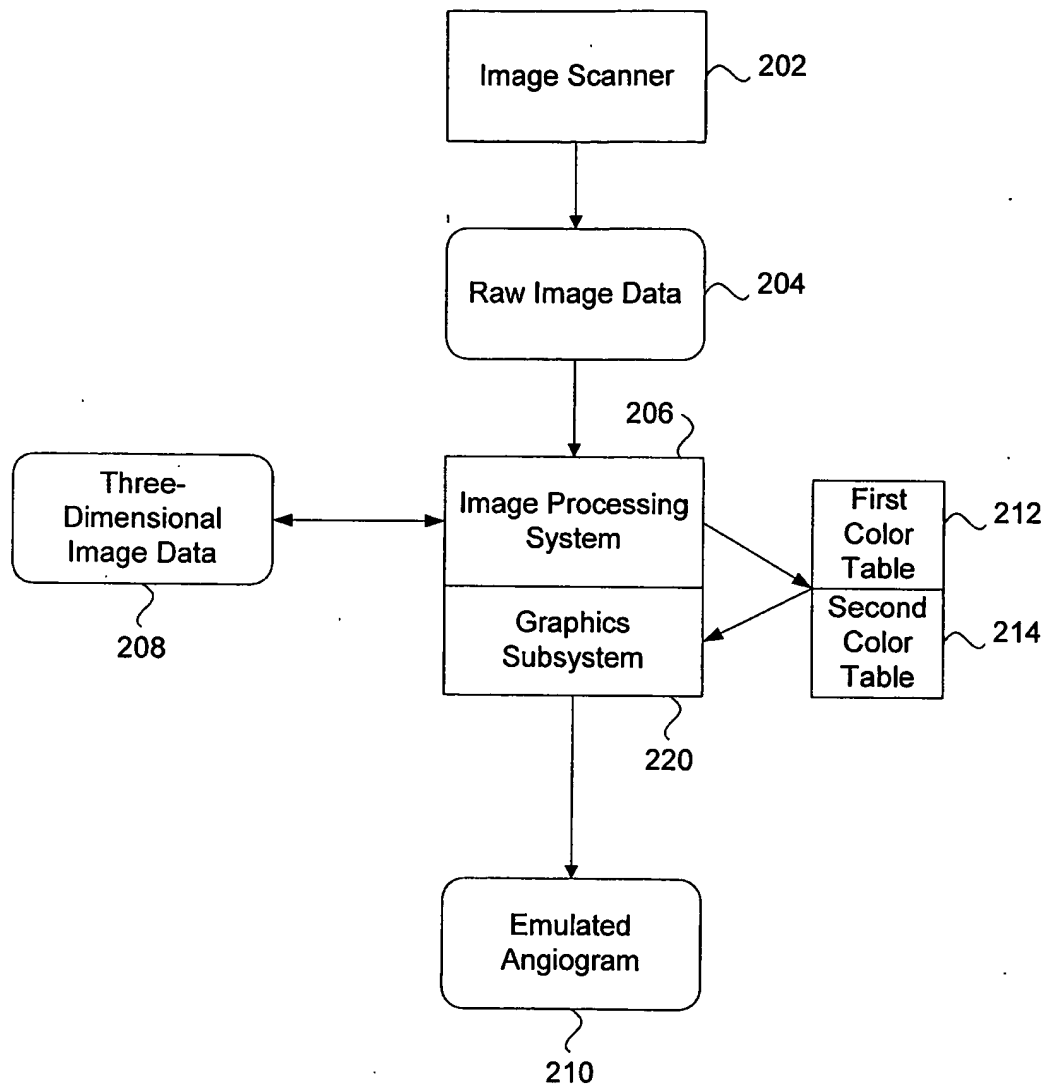 Image Scanner
202
Raw Image Data
204
206
Three-
Dimensional
Image Data
208
Image Processing
System
First
Color
Table
212
Graphics
Subsystem
Second
Color
Table
214
220
Emulated
Angiogram
210